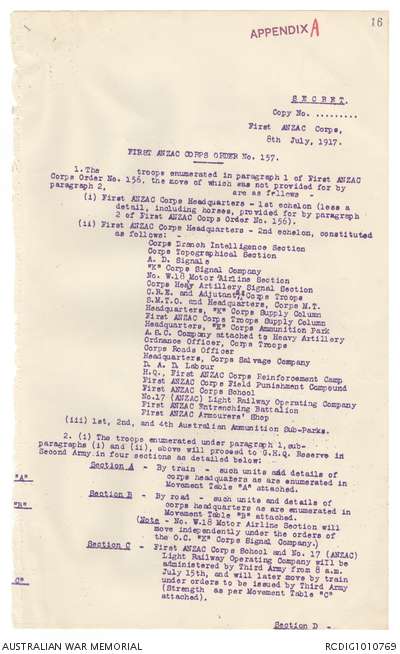 16
APPENDIX A
SECRET.
Copy No. .........
First ANZAC Corps,
8th July, 1917.
FIRST ANZAC CORPS ORDER No. 157.
1. The troops enumerated in paragraph 1 of First ANZAC
Corps Order No. 156, the move of which was not provided for by
paragraph 2, are as follows -
(i) First ANZAC Corps Headquarters - 1st echelon (less a
detail, including horses, provided for by paragraph
2 of First ANZAC Corps Order No. 156).
(ii) First ANZAC Corps Headquarters - 2nd echelon, constituted
as follows: -
Corps Branch Intelligence Section
Corps Topographical Section
A. D. Signals
"K" Corps Signal Company
No. W.18 Motor Airline Section
Corps Heavy Artillery Signal Section
C.R.E. and Adjutant, Corps Troops
S.M.T.O. and Headquarters, Corps M.T.
Headquarters, "K" Corps Supply Column
First ANZAC Corps Troops Supply Column
Headquarters, "K" Corps Ammunition Park
A.S.C. Company attached to Heavy Artillery
Ordnance Officer, Corps Troops
Corps Roads Officer
Headquarters, Corps Salvage Company
D. A. D. Labour
H.Q., First ANZAC Corps Reinforcement Camp
First ANZAC Corps Field Punishment Compound
First ANZAC Corps School
No.17 (ANZAC) Light Railway Operating Company
First ANZAC Entrenching Battalion
First ANZAC Armourers' Shop
(iii) 1st, 2nd, and 4th Australian Ammunition Sub-Parks.
2. (i) The troops enumerated under paragraph 1, sub-
paragraphs (i) and (ii), above will proceed to G.H.Q. Reserve in
Second Army in four sections as detailed below:
Section A - By train - such units and details of
corps headquarters as are enumerated in
"A" Movement Table "A" attached.
Section B - By road - such units and details of
corps headquarters as are enumerated in
"B" Movement Table "B" attached.
(Note - No. W.18 Motor Airline Section will
move independently under the orders of
the O.C. "K" Corps Signal Company.)
Section C - First ANZAC Corps School and No. 17 (ANZAC)
Light Railway Operating Company will be
administered by Third Army from 8 a.m.
July 15th, and will later move by train
under orders to be issued by Third Army
C" (Strength as per Movement Table "C"
attached).
Section D -
AUSTRALIAN WAR MEMORIAL
RCDIG1010769